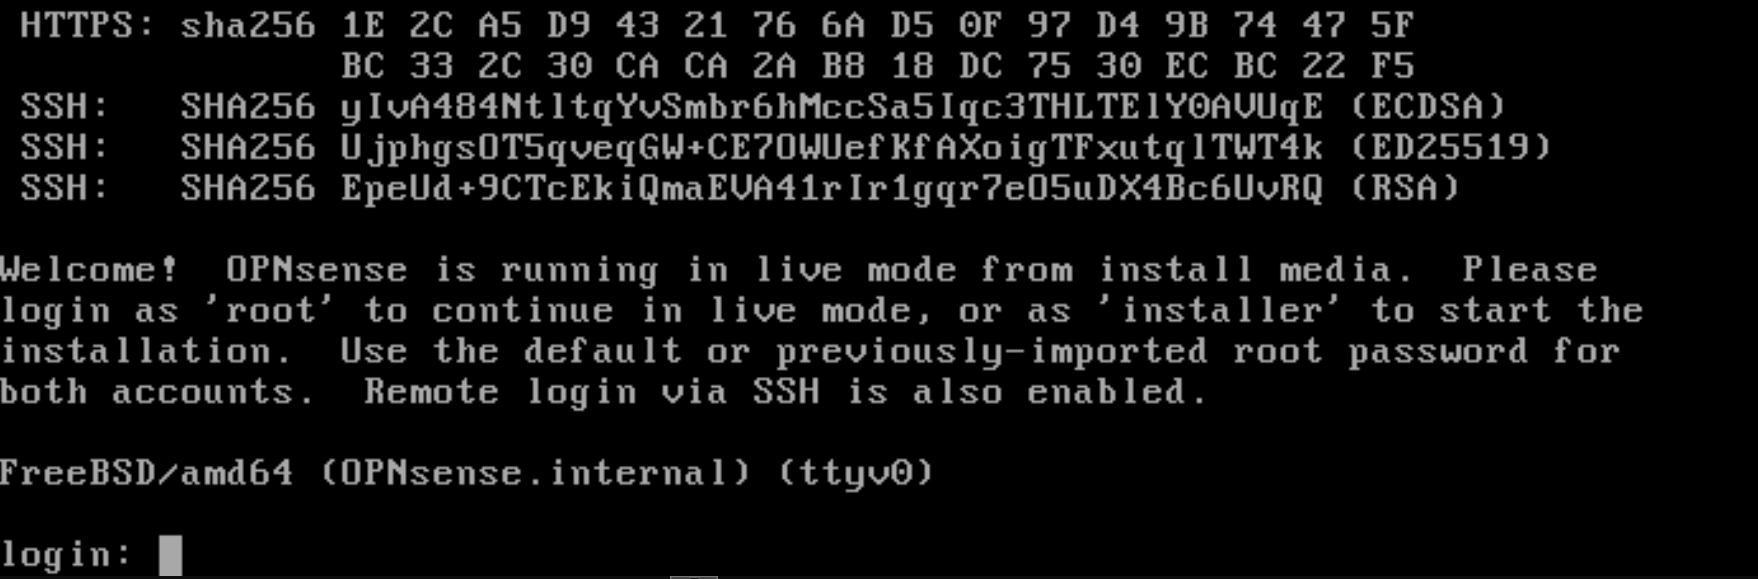 HTTPS: sha256 1E 2C A5 D9 43 21 76 6A D5 0F 97 D4 9B 74 47 5F
BC 33 2C 30 CA CA 2A B8 18 DC 75 30 EC BC 22 F5
SSH: SHA256 yIvA484NtltqYvSmbr6hMccSa5Iqc3THLTElY0AVUqE (ECDSA)
SSH: SHA256 UjphgsOT5qveqGW+CE7OWUefKfAXoigTFxutqlTWT4k (ED25519)
SSH: SHA256 EpeUd+9CTcEkiQmaEVA41rIr1gqr7eO5uDX4Bc6UvRQ (RSA)
Welcome!  OPNsense is running in live mode from install media.  Please
login as 'root' to continue in live mode, or as 'installer' to start the
installation.  Use the default or previously-imported root password for
both accounts.  Remote login via SSH is also enabled.
FreeBSD/amd64 (OPNsense.internal) (ttyv0)
login: